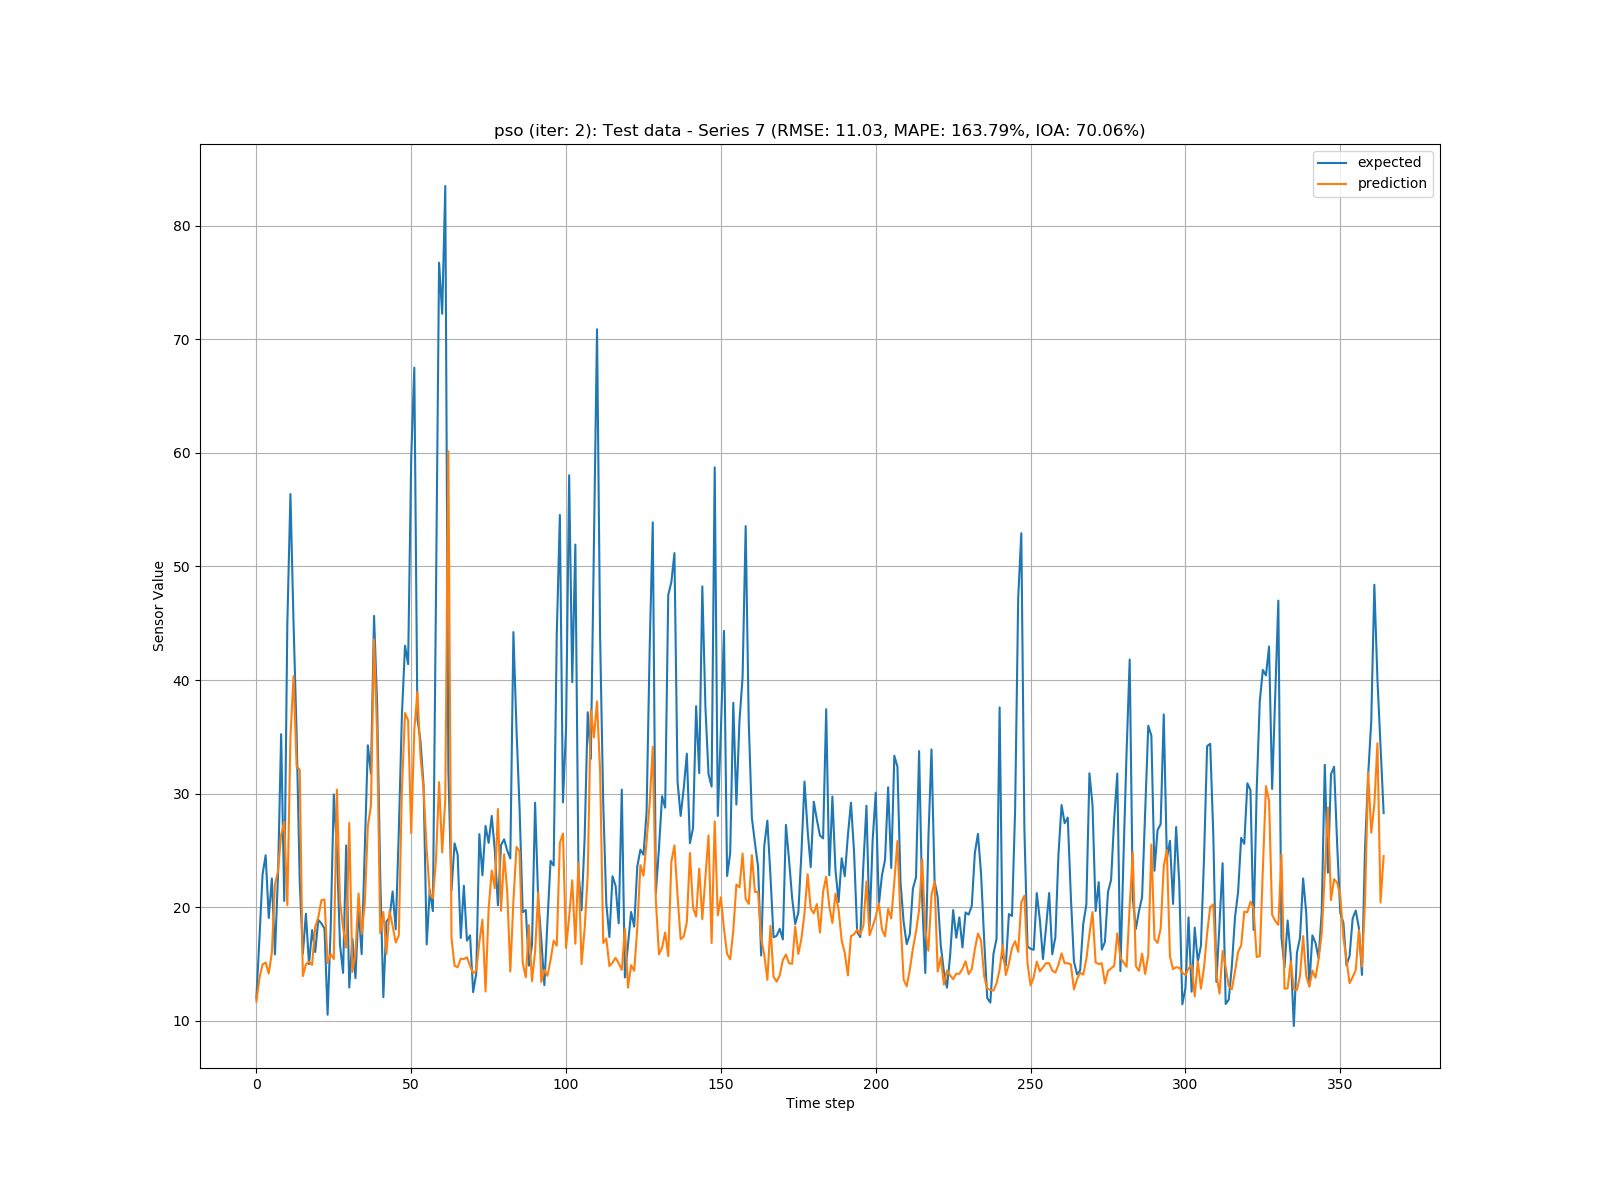 pso (iter: 2): Test data - Series 7 (RMSE: 11.03, MAPE: 163.79%, IOA: 70.06%)
expected
prediction
80
70
60
50
40
30
20
10
Sensor Value
0 50 100 150 200 250 300 350
Time step